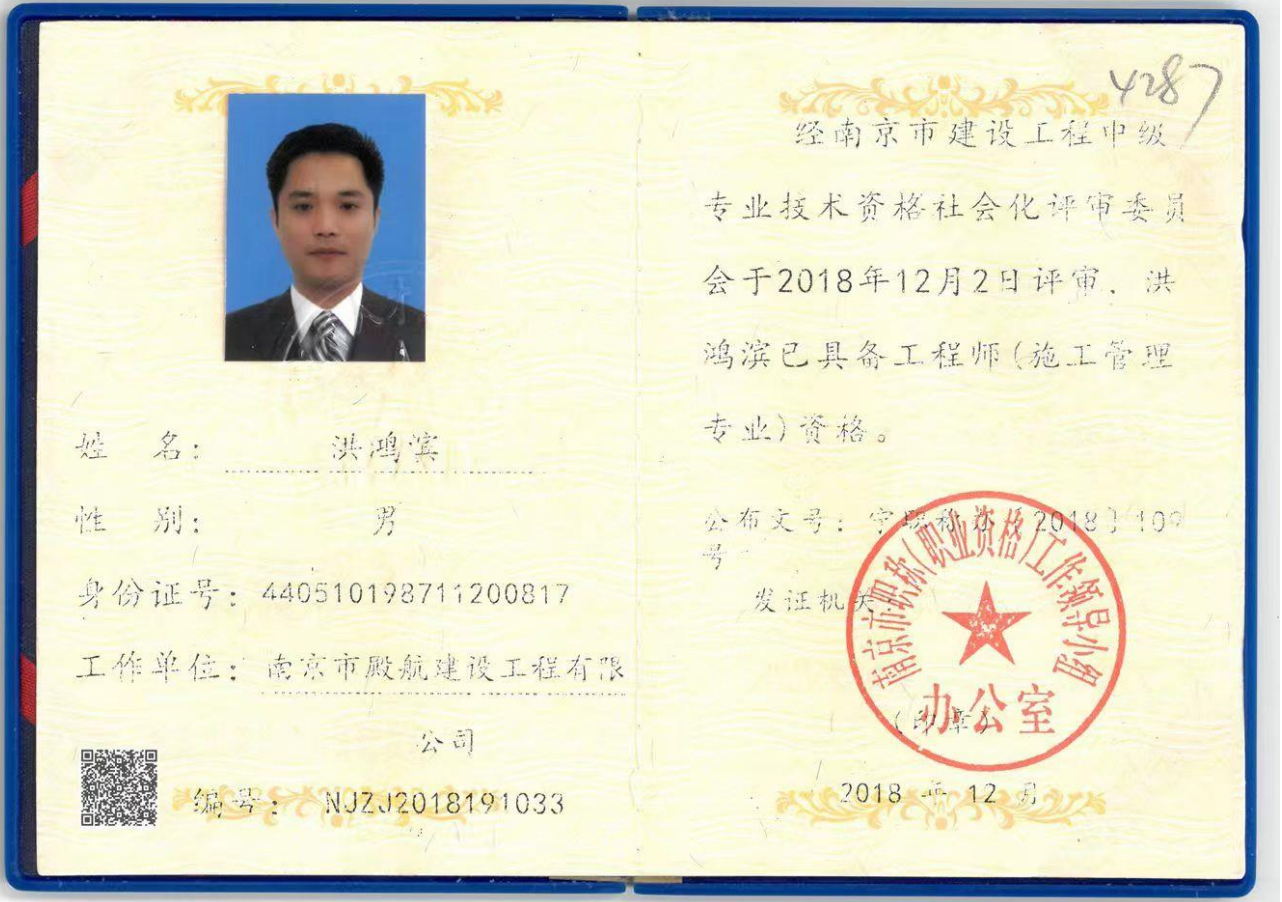 姓 名: 洪鸿滨
性 别: 男
身份证号: 440510198711200817
工作单位: 南京市殿航建设工程有限
公司
编号: NJZJ2018191033
4287
经南京市建设工程中级
专业技术资格社会化评审委员
会于2018年12月2日评审、洪
鸿滨已具备工程师(施工管理
专业)资格。
公布文号: 宁职称办〔2018〕109
号
发证机关:
南京市职称(职业资格)工作领导小组
办公室
(印章)
2018 年 12 月